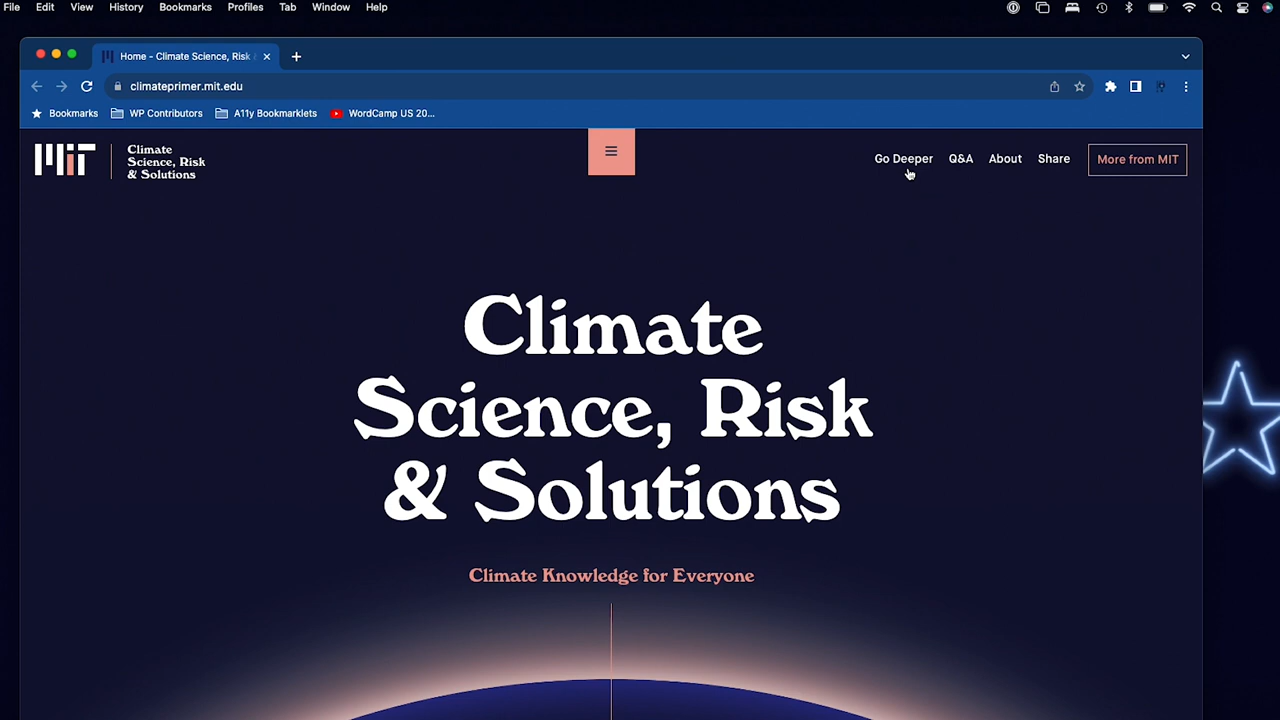 File Edit View History Bookmarks Profiles Tab Window Help
Home - Climate Science, Risk
climateprimer.mit.edu
Bookmarks WP Contributors A11y Bookmarklets WordCamp US 20...
MIT
Climate
Science, Risk
& Solutions
Go Deeper Q&A About Share More from MIT
Climate
Science, Risk
& Solutions
Climate Knowledge for Everyone